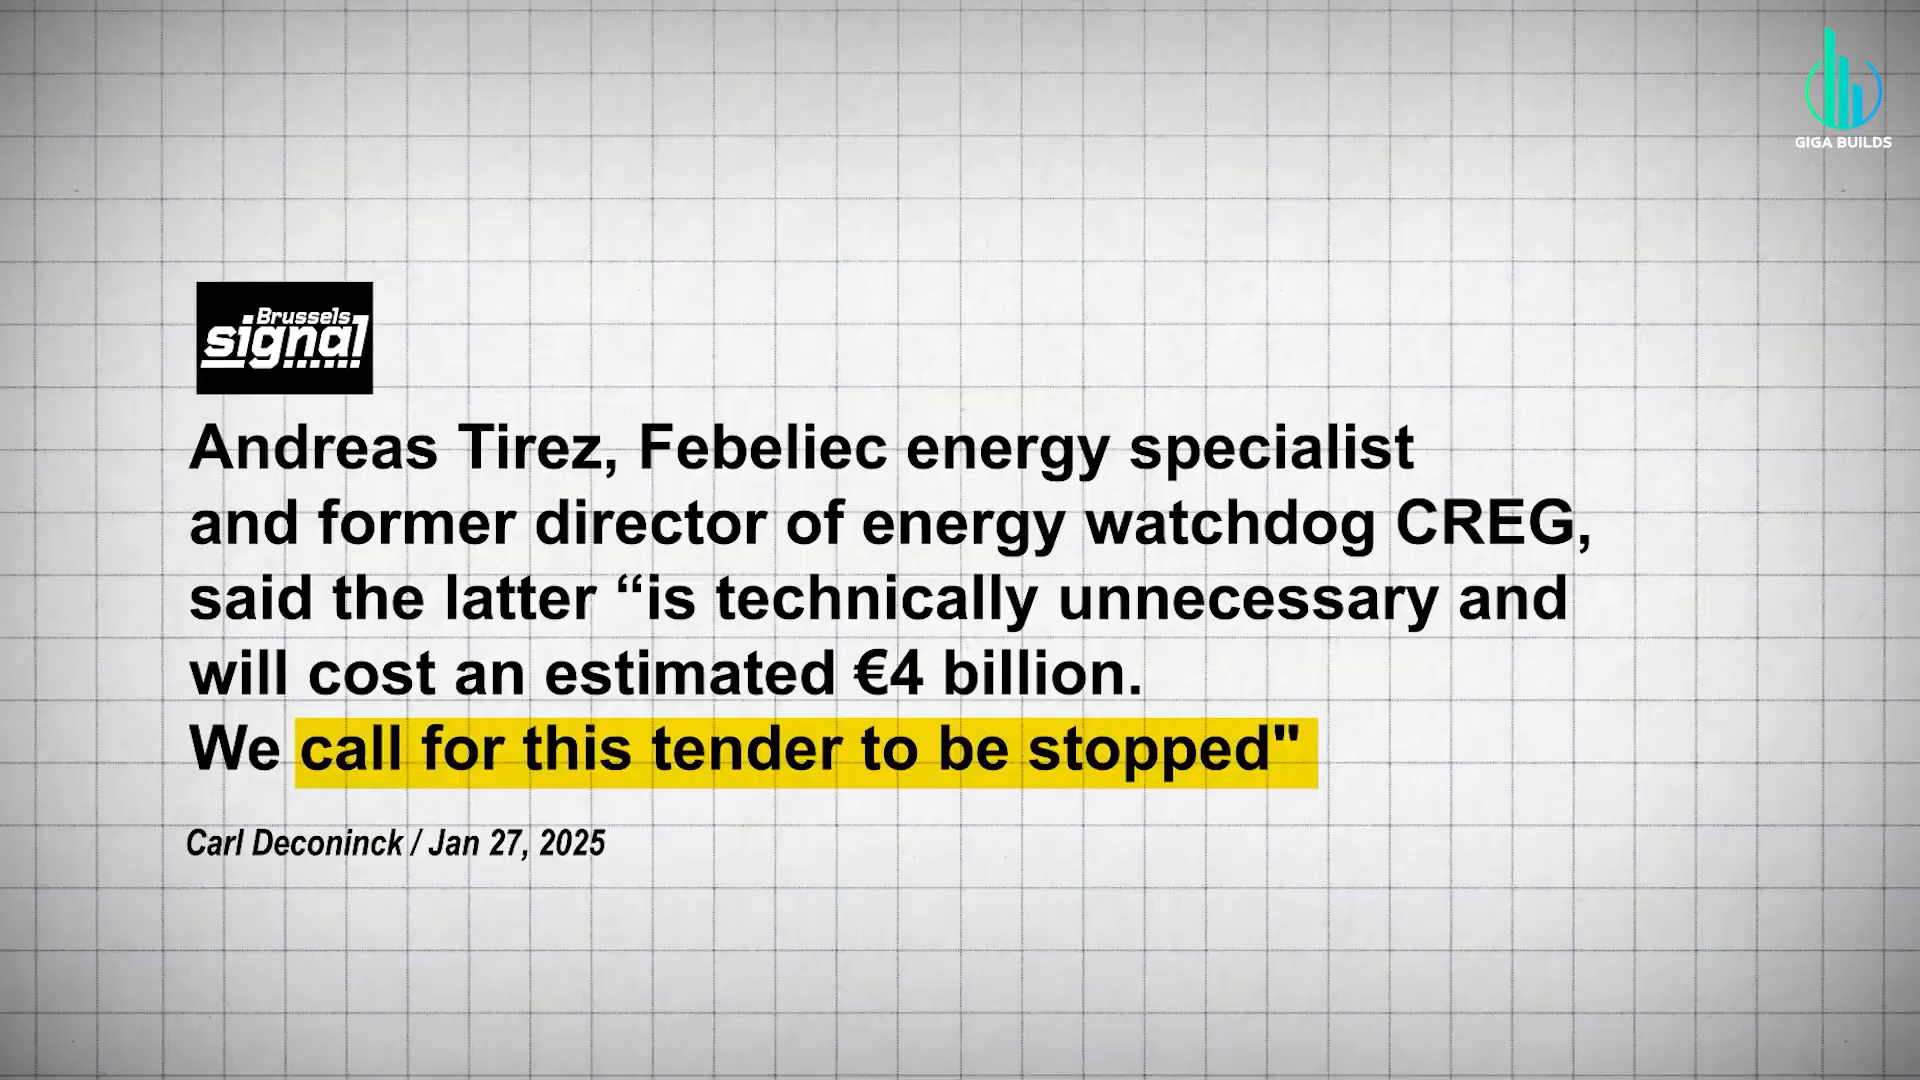 GIGA BUILDS
Brussels
signal
Andreas Tirez, Febeliec energy specialist
and former director of energy watchdog CREG,
said the latter “is technically unnecessary and
will cost an estimated €4 billion.
We call for this tender to be stopped"
Carl Deconinck / Jan 27, 2025